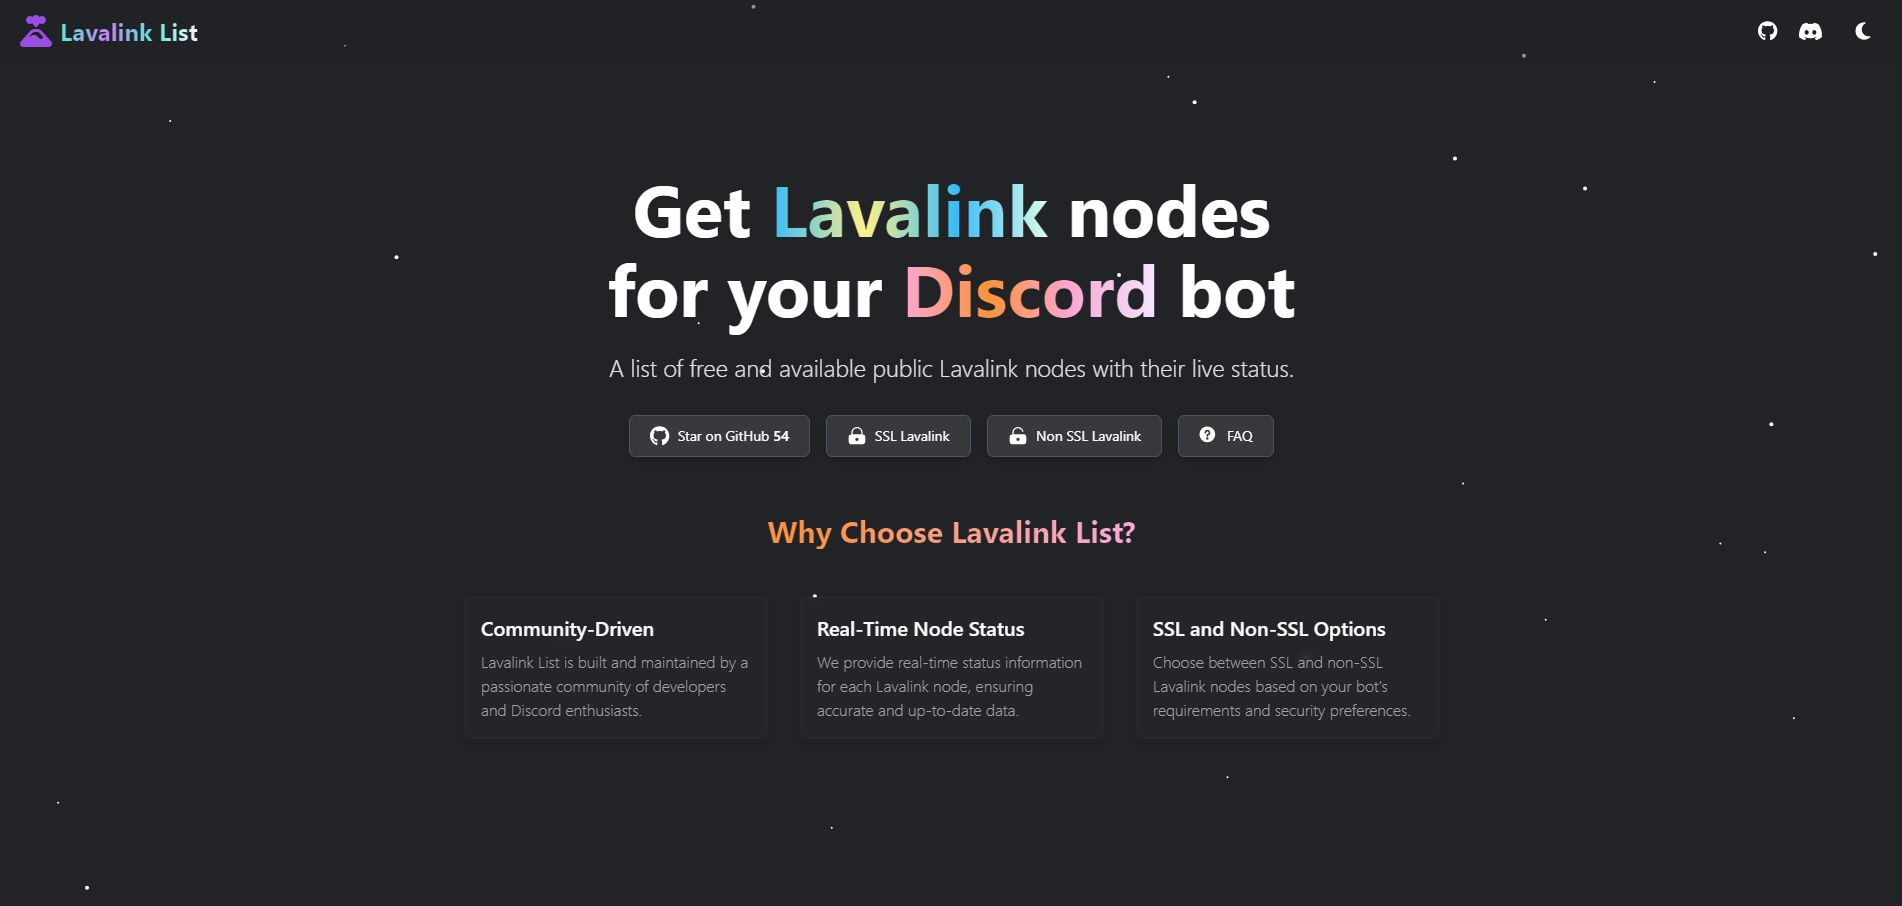 Lavalink List
Get Lavalink nodes
for your Discord bot
A list of free and available public Lavalink nodes with their live status.
Star on GitHub 54
SSL Lavalink
Non SSL Lavalink
FAQ
Why Choose Lavalink List?
Community-Driven
Lavalink List is built and maintained by a
passionate community of developers
and Discord enthusiasts.
Real-Time Node Status
We provide real-time status information
for each Lavalink node, ensuring
accurate and up-to-date data.
SSL and Non-SSL Options
Choose between SSL and non-SSL
Lavalink nodes based on your bot's
requirements and security preferences.